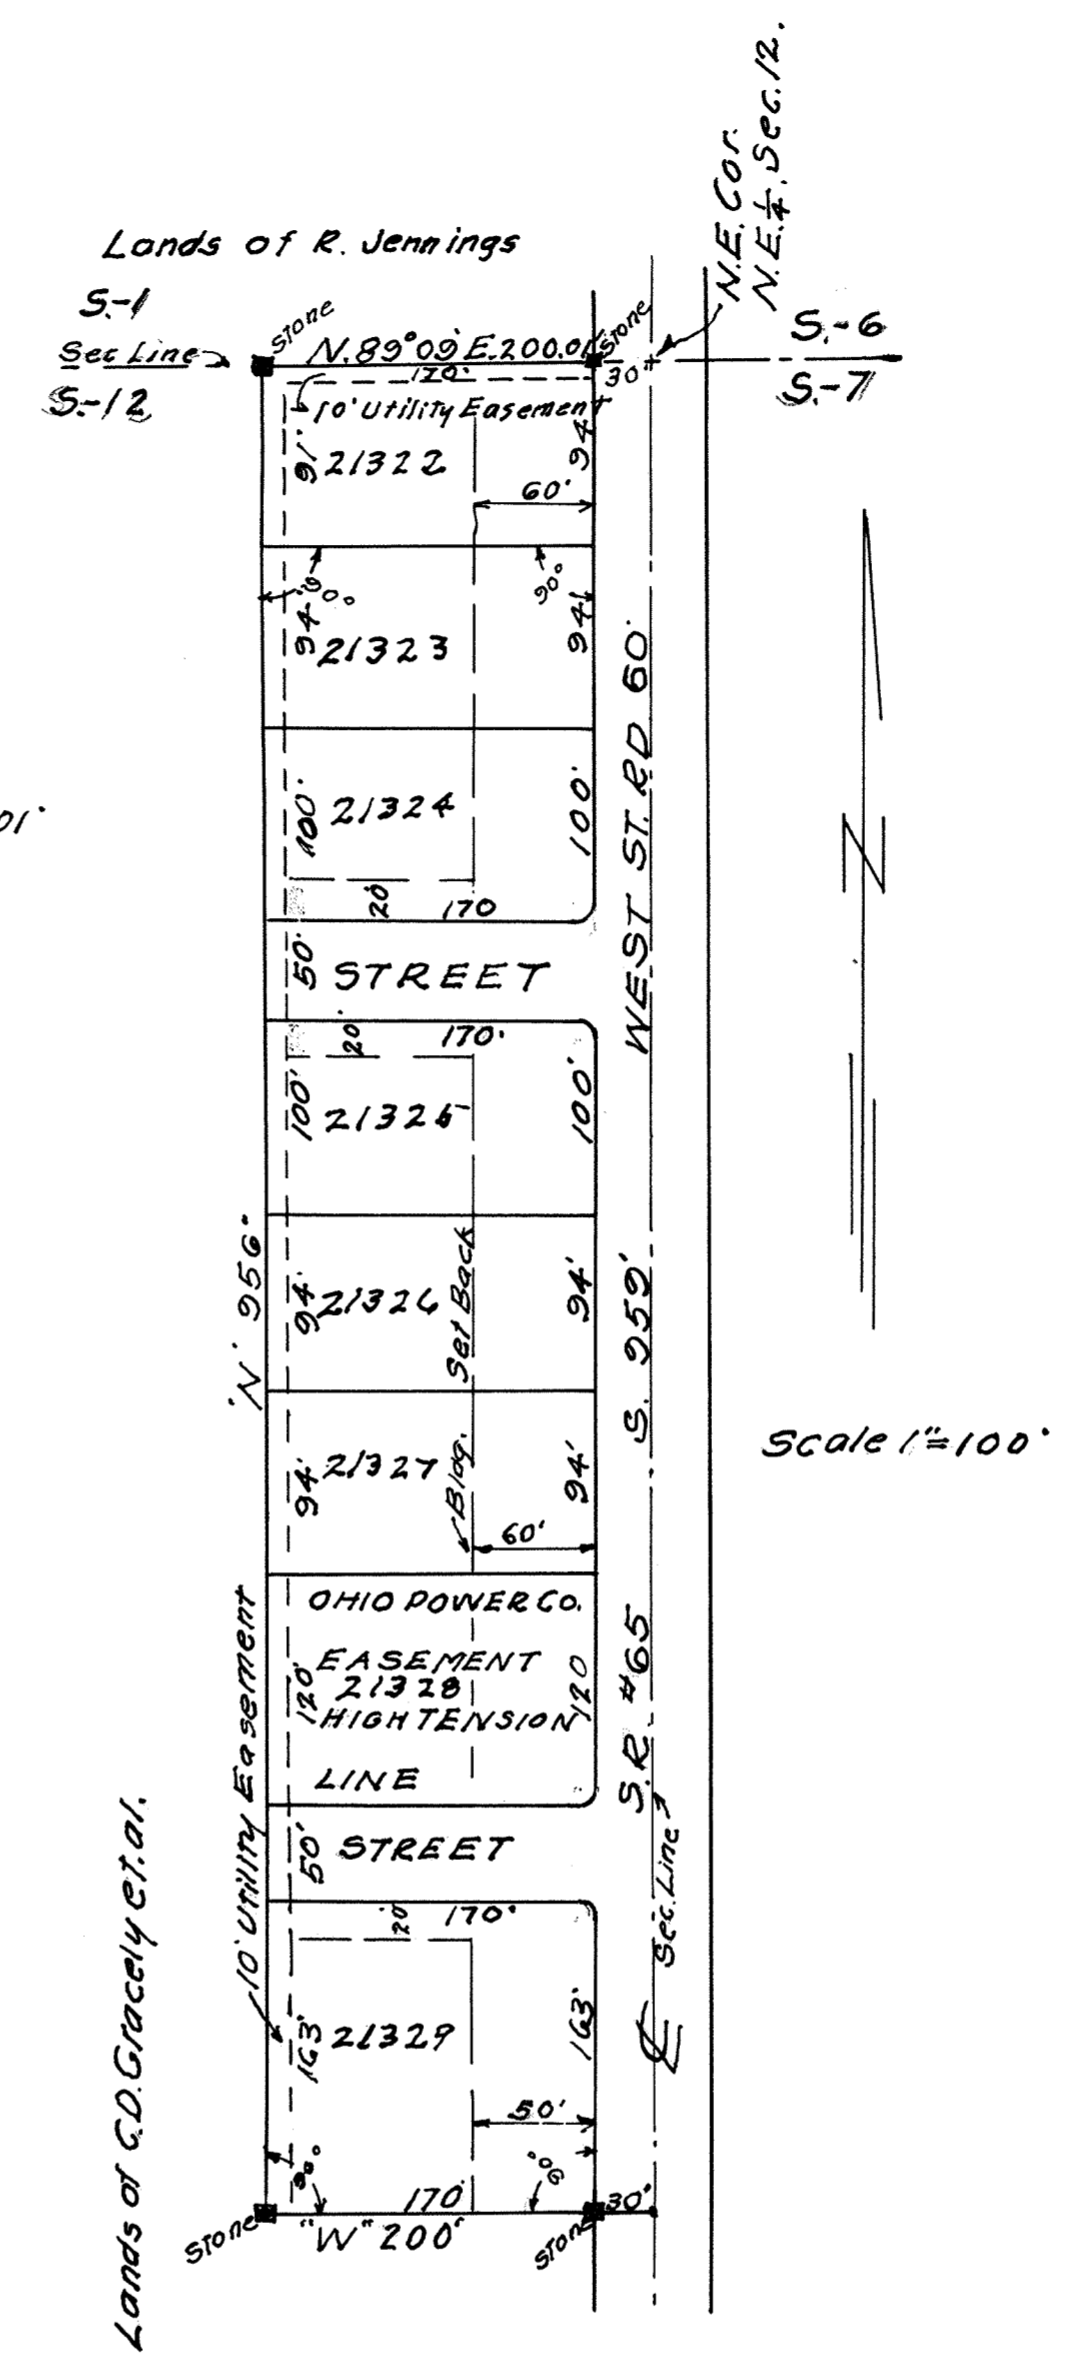 N.E. Cor.
N.E. 1/4, Sec. 12.
Lands of R. Jennings
S.-1
Sec Line
S.-12
Stone
N. 89° 09' E. 200.01'
Stone
170'
30'
S.-6
S.-7
10' Utility Easement
91'
21322
94'
60'
90°
90°
94'
21323
94'
WEST ST. RD 60'
01'
100'
21324
100'
20'
170
50'
STREET
N
20'
170'
100'
21325
100'
"N" 956"
94'
21326
94'
Bldg. Set Back
S. 959'
Scale 1"=100'
94'
21327
94'
60'
OHIO POWER CO.
EASEMENT
21328
HIGH TENSION
LINE
120'
120
S.R. #65
10' Utility Easement
50'
STREET
Sec. Line
20'
170'
163'
21329
163'
50'
90°
90°
Lands of C.D. Gracely et. al.
170'
30'
Stone
"W" 200'
Stone